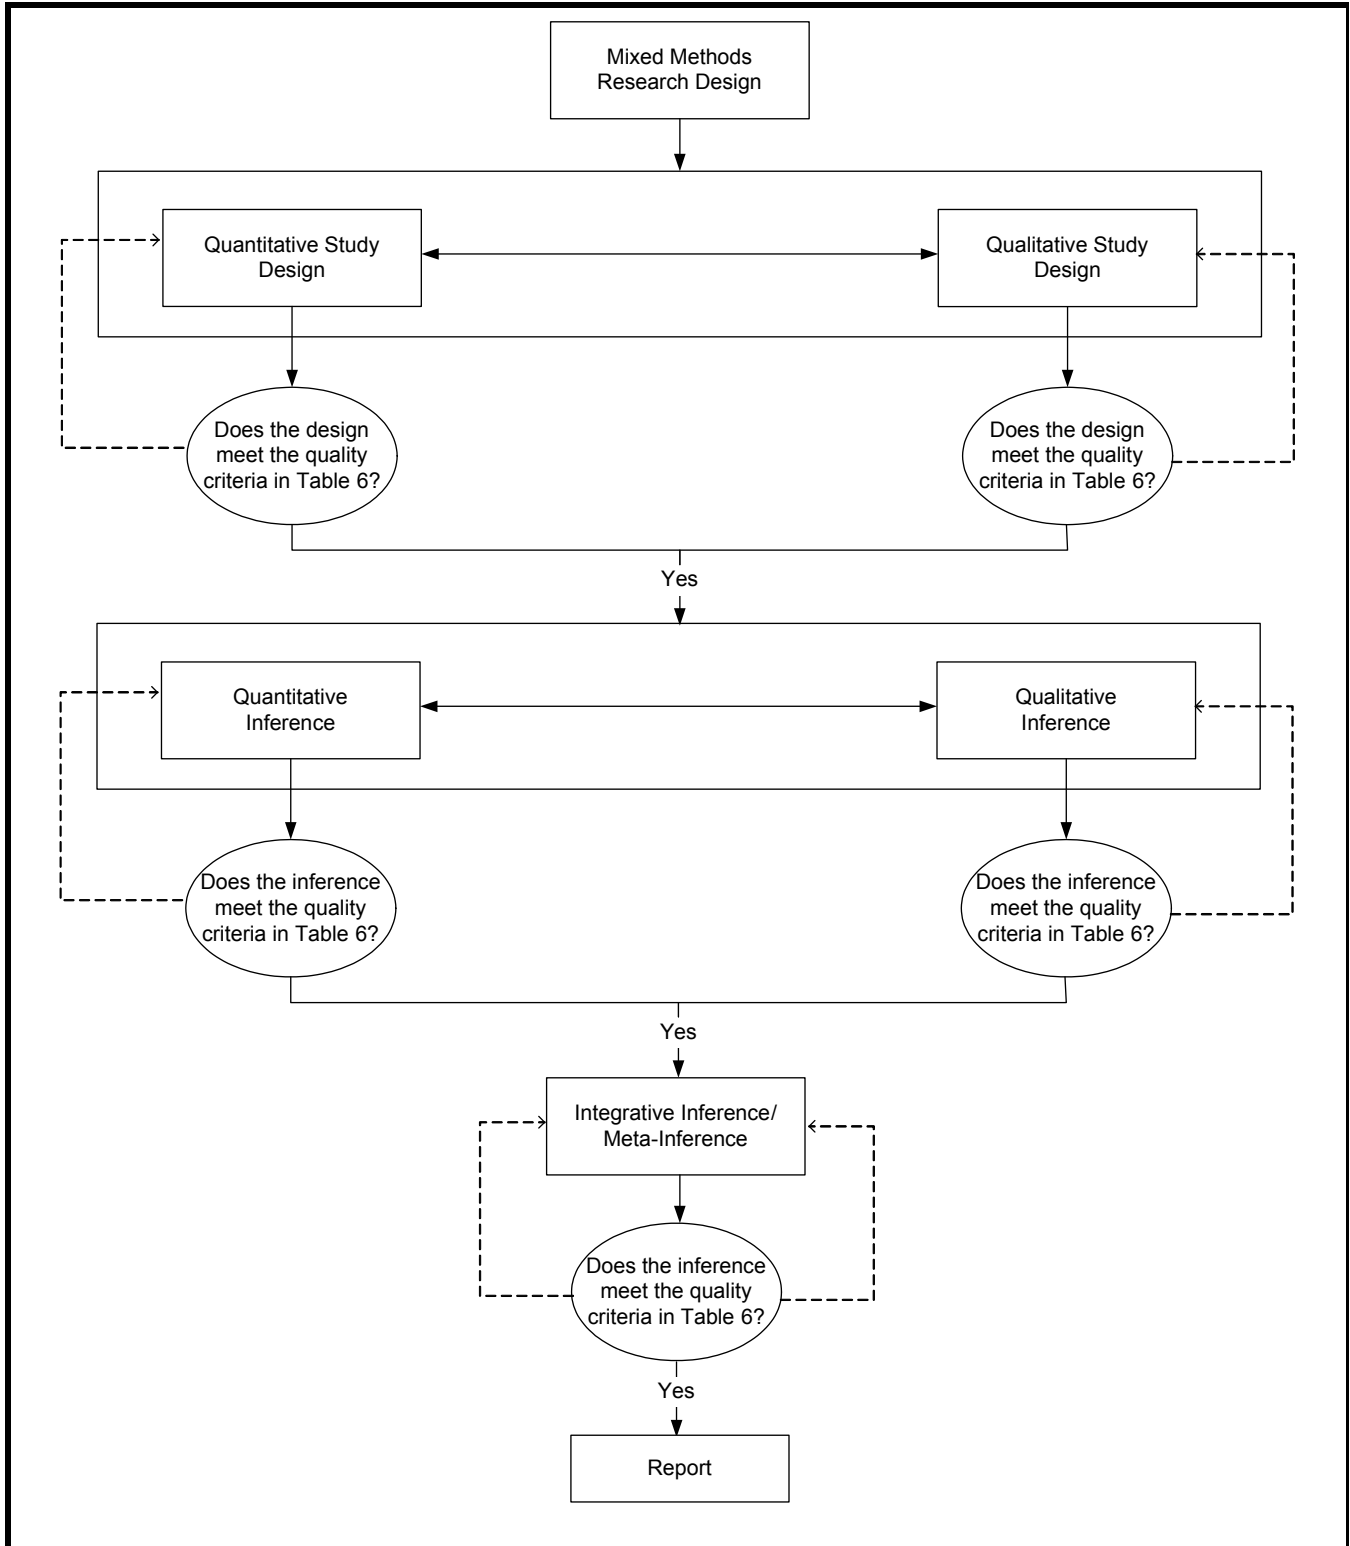 Mixed Methods
Research Design
Quantitative Study
Design
Qualitative Study
Design
Does the design
meet the quality
criteria in Table 6?
Does the design
meet the quality
criteria in Table 6?
Yes
Quantitative
Inference
Qualitative
Inference
Does the inference
meet the quality
criteria in Table 6?
Does the inference
meet the quality
criteria in Table 6?
Yes
Integrative Inference/
Meta-Inference
Does the inference
meet the quality
criteria in Table 6?
Yes
Report